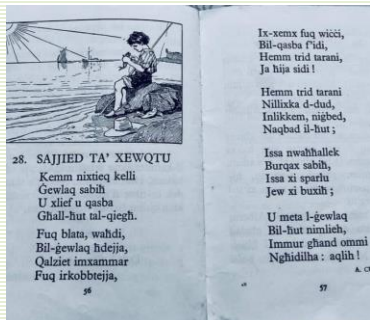 28. SAJJIED TA' XEWQTU
Kemm nixtieq kelli
Ġewlaq sabiħ
U xlief u qasba
Għall-ħut tal-qiegħ.
Fuq blata, waħdi,
Bil-ġewlaq ħdejja,
Qalziet imxammar
Fuq irkobbtejja,
56
Ix-xemx fuq wiċċi,
Bil-qasba f'idi,
Hemm trid tarani,
Ja ħija sidi !
Hemm trid tarani
Nillixka d-dud,
Inlikkem, niġbed,
Naqbad il-ħut ;
Issa nwaħħallek
Burqax sabiħ,
Issa xi sparlu
Jew xi buxiħ ;
U meta l-ġewlaq
Bil-ħut nimlieh,
Immur għand ommi
Ngħidilha : aqlih !
57